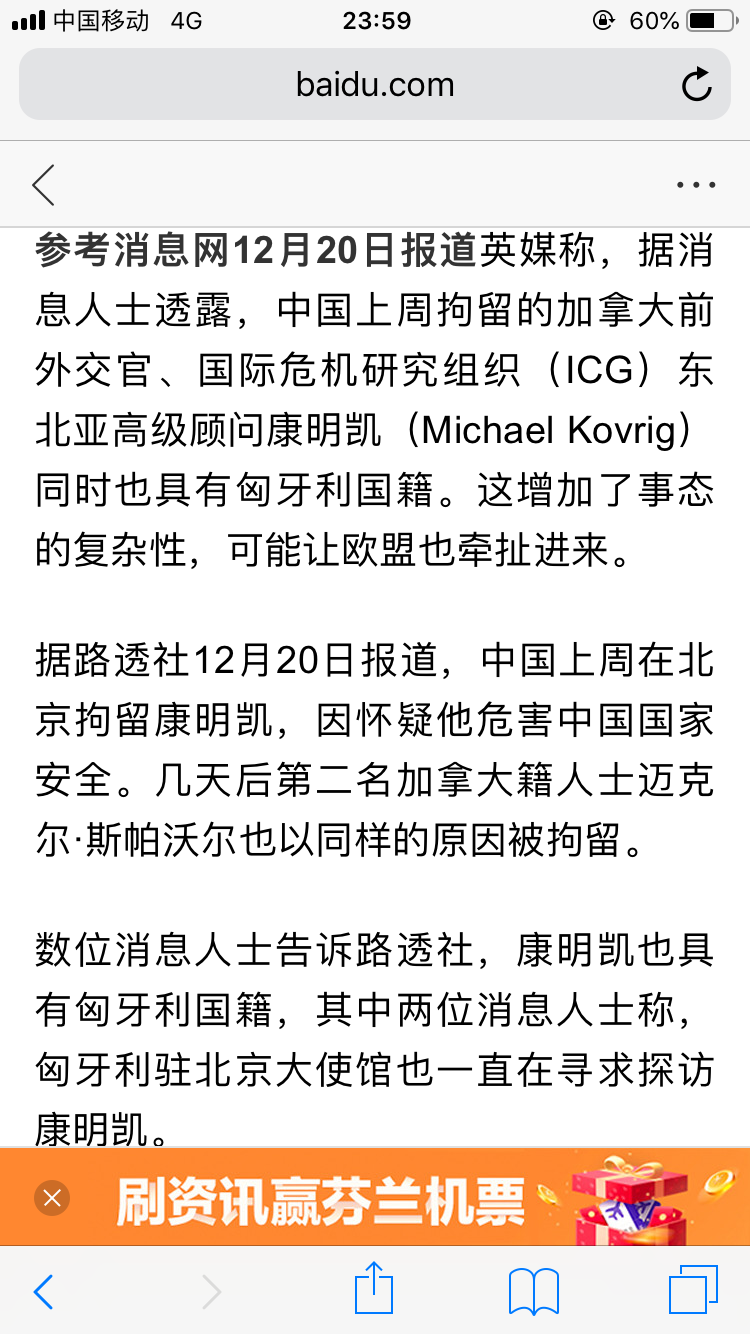 中国移动 4G 23:59 60%
baidu.com
参考消息网12月20日报道英媒称，据消
息人士透露，中国上周拘留的加拿大前
外交官、国际危机研究组织（ICG）东
北亚高级顾问康明凯（Michael Kovrig）
同时也具有匈牙利国籍。这增加了事态
的复杂性，可能让欧盟也牵扯进来。
据路透社12月20日报道，中国上周在北
京拘留康明凯，因怀疑他危害中国国家
安全。几天后第二名加拿大籍人士迈克
尔·斯帕沃尔也以同样的原因被拘留。
数位消息人士告诉路透社，康明凯也具
有匈牙利国籍，其中两位消息人士称，
匈牙利驻北京大使馆也一直在寻求探访
康明凯。
刷资讯赢芬兰机票